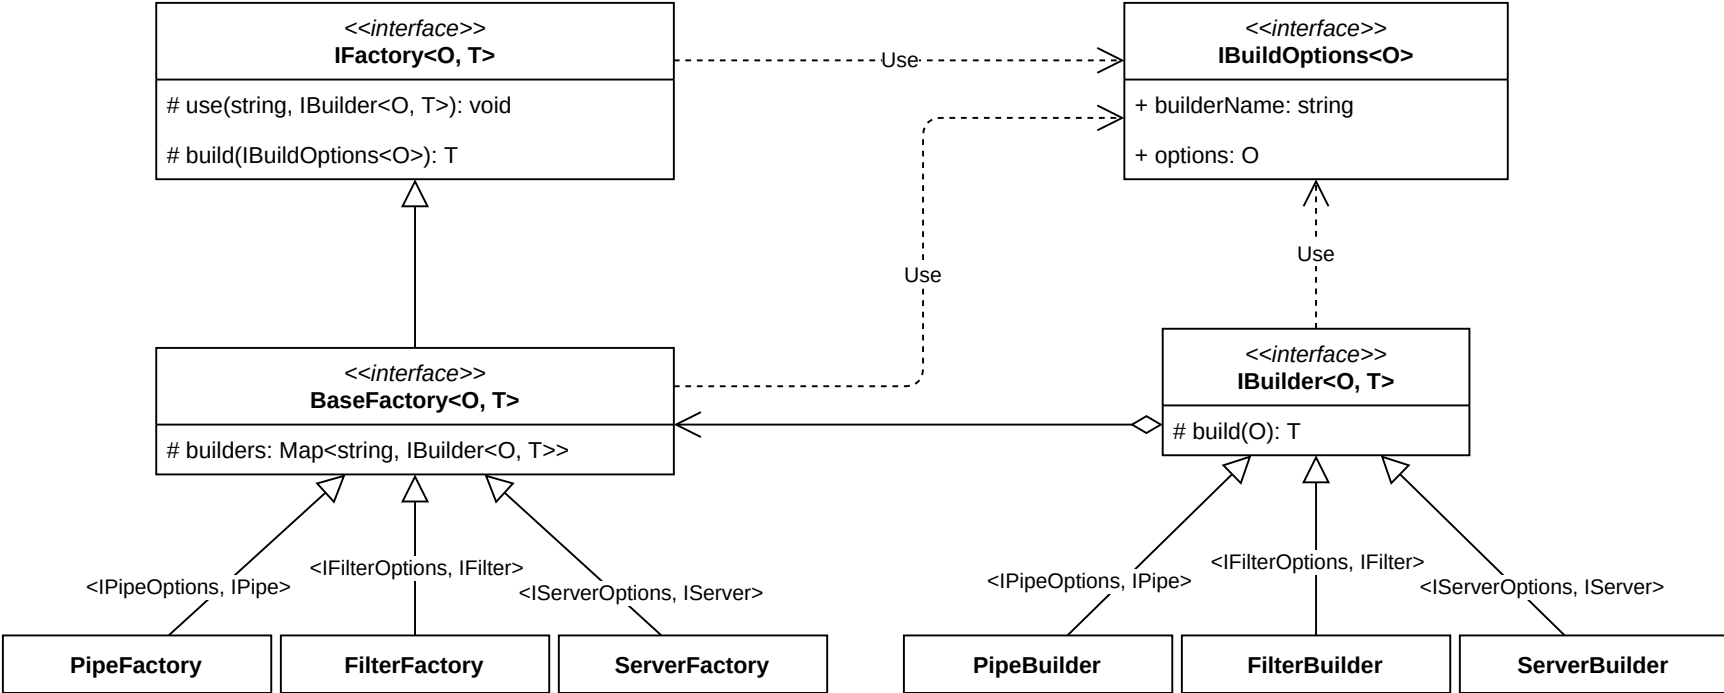 <<interface>>
IFactory<O, T>
# use(string, IBuilder<O, T>): void
# build(IBuildOptions<O>): T
Use
<<interface>>
IBuildOptions<O>
+ builderName: string
+ options: O
Use
Use
<<interface>>
BaseFactory<O, T>
# builders: Map<string, IBuilder<O, T>>
<<interface>>
IBuilder<O, T>
# build(O): T
<IPipeOptions, IPipe>
<IFilterOptions, IFilter>
<IServerOptions, IServer>
<IPipeOptions, IPipe>
<IFilterOptions, IFilter>
<IServerOptions, IServer>
PipeFactory
FilterFactory
ServerFactory
PipeBuilder
FilterBuilder
ServerBuilder